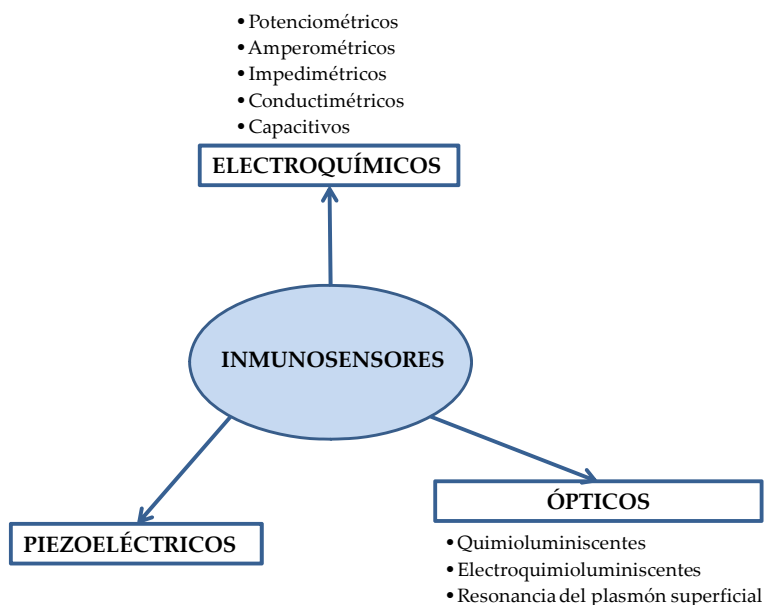 •Potenciométricos
•Amperométricos
•Impedimétricos
•Conductimétricos
•Capacitivos
ELECTROQUÍMICOS
INMUNOSENSORES
ÓPTICOS
PIEZOELÉCTRICOS
•Quimioluminiscentes
•Electroquimioluminiscentes
•Resonancia del plasmón superficial